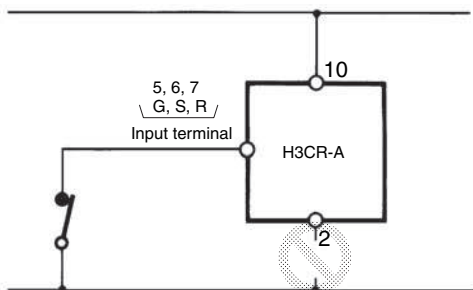 10
5, 6, 7
G, S, R
Input terminal
H3CR-A
2